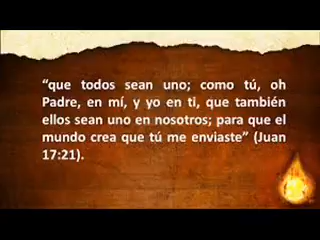 “que todos sean uno; como tú, oh
Padre, en mí, y yo en ti, que también
ellos sean uno en nosotros; para que el
mundo crea que tú me enviaste” (Juan
17:21).